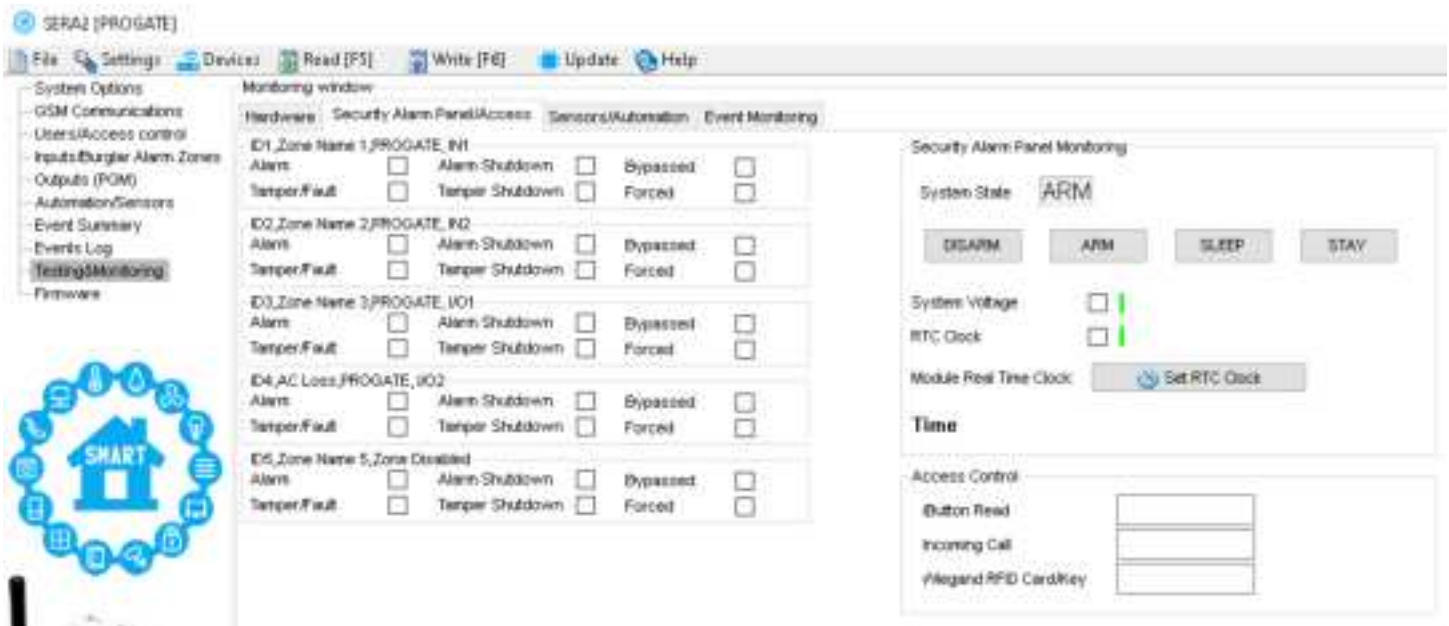 SERA2 [PROGATE]
File Settings Devices Read [F5] Write [F6] Update Help
System Options
GSM Communications
Users/Access control
Inputs/Burglar Alarm Zones
Outputs (PGM)
Automation/Sensors
Event Summary
Events Log
Testing&Monitoring
Firmware
SMART
Monitoring window
Hardware Security Alarm Panel/Access Sensors/Automation Event Monitoring
ID1,Zone Name 1,PROGATE_IN1
Alarm Alarm Shutdown Bypassed
Tamper/Fault Tamper Shutdown Forced
ID2,Zone Name 2,PROGATE_IN2
Alarm Alarm Shutdown Bypassed
Tamper/Fault Tamper Shutdown Forced
ID3,Zone Name 3,PROGATE_I/O1
Alarm Alarm Shutdown Bypassed
Tamper/Fault Tamper Shutdown Forced
ID4,AC Loss,PROGATE_I/O2
Alarm Alarm Shutdown Bypassed
Tamper/Fault Tamper Shutdown Forced
ID5,Zone Name 5,Zone Disabled
Alarm Alarm Shutdown Bypassed
Tamper/Fault Tamper Shutdown Forced
Security Alarm Panel Monitoring
System State ARM
DISARM ARM SLEEP STAY
System Voltage
RTC Clock
Module Real Time Clock: Set RTC Clock
Time
Access Control
iButton Read
Incoming Call
Wiegand RFID Card/Key